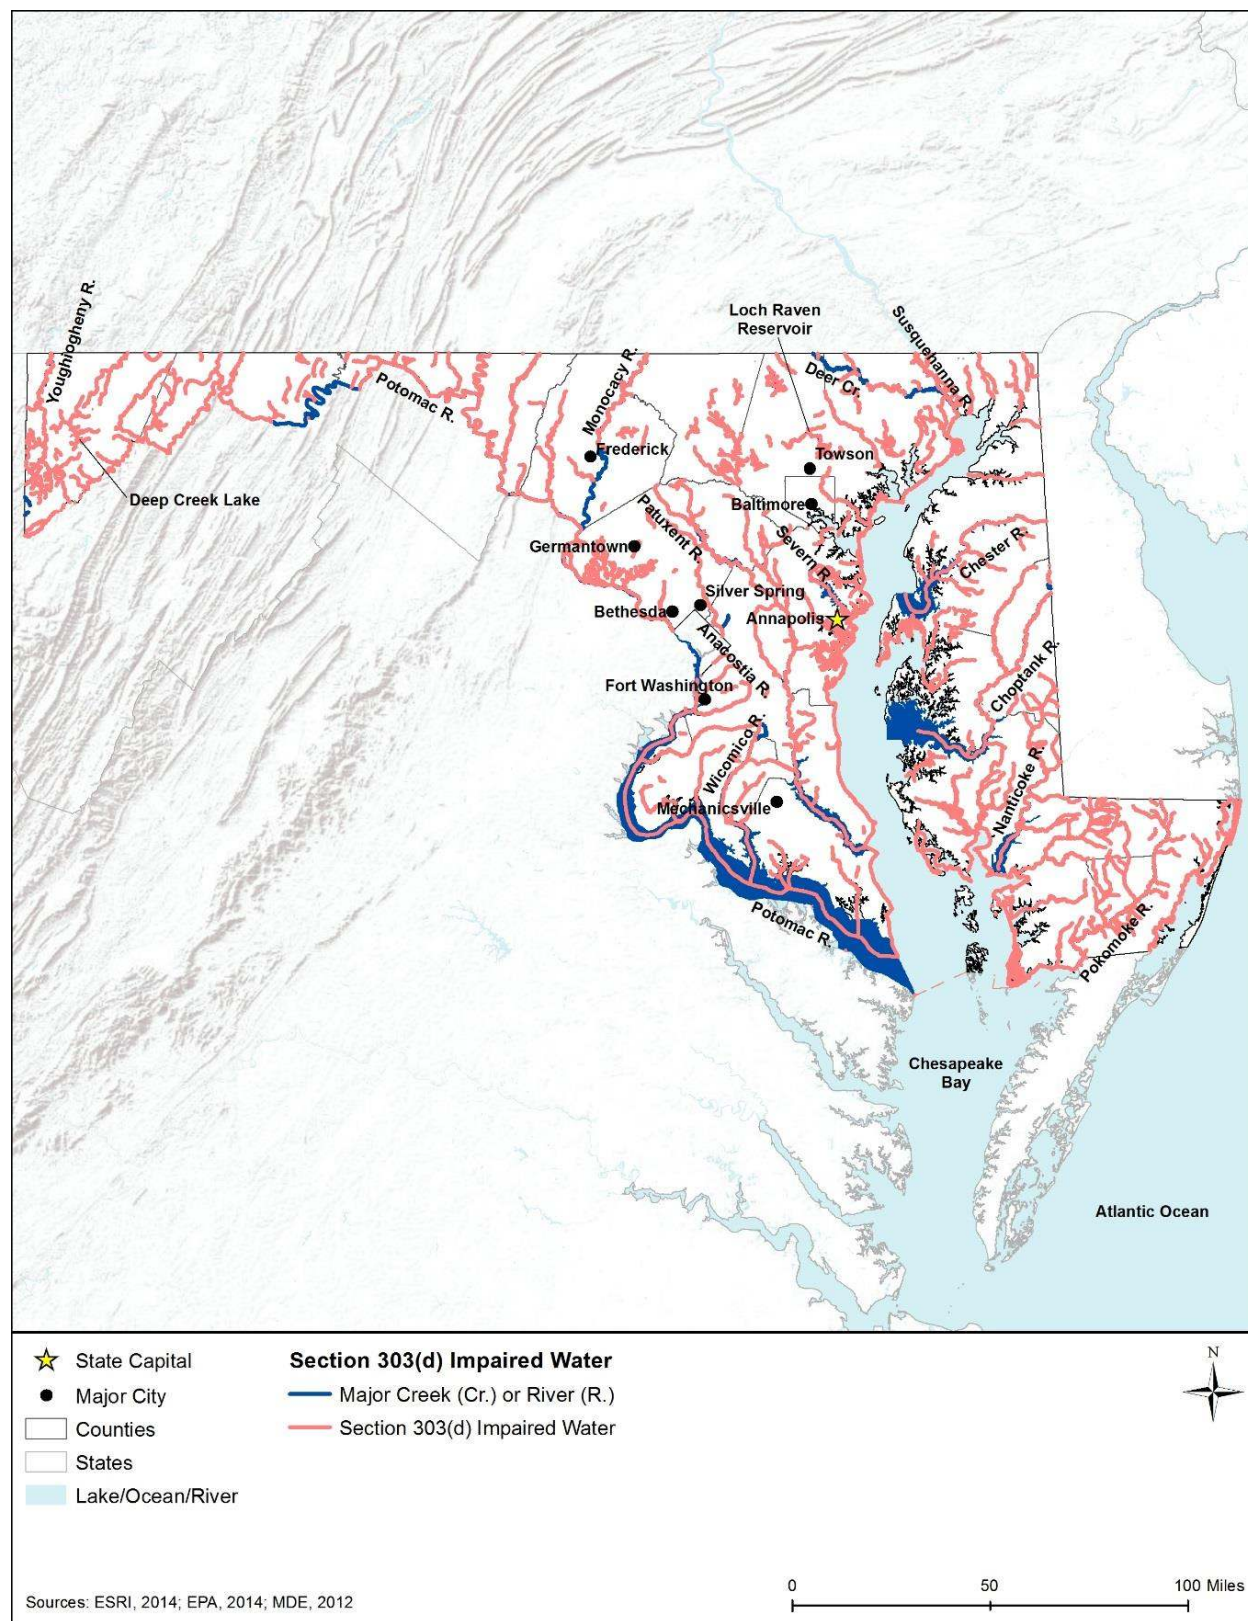 Youghiogheny R.
Potomac R.
Monocacy R.
Loch Raven
Reservoir
Susquehanna R.
Deer Cr.
Frederick
Towson
Deep Creek Lake
Baltimore
Patuxent R.
Severn R.
Chester R.
Germantown
Silver Spring
Bethesda
Annapolis
Anacostia R.
Choptank R.
Fort Washington
Wicomico R.
Nanticoke R.
Mechanicsville
Potomac R.
Pokomoke R.
Chesapeake
Bay
Atlantic Ocean
State Capital
Major City
Counties
States
Lake/Ocean/River
Section 303(d) Impaired Water
Major Creek (Cr.) or River (R.)
Section 303(d) Impaired Water
N
0 50 100 Miles
Sources: ESRI, 2014; EPA, 2014; MDE, 2012